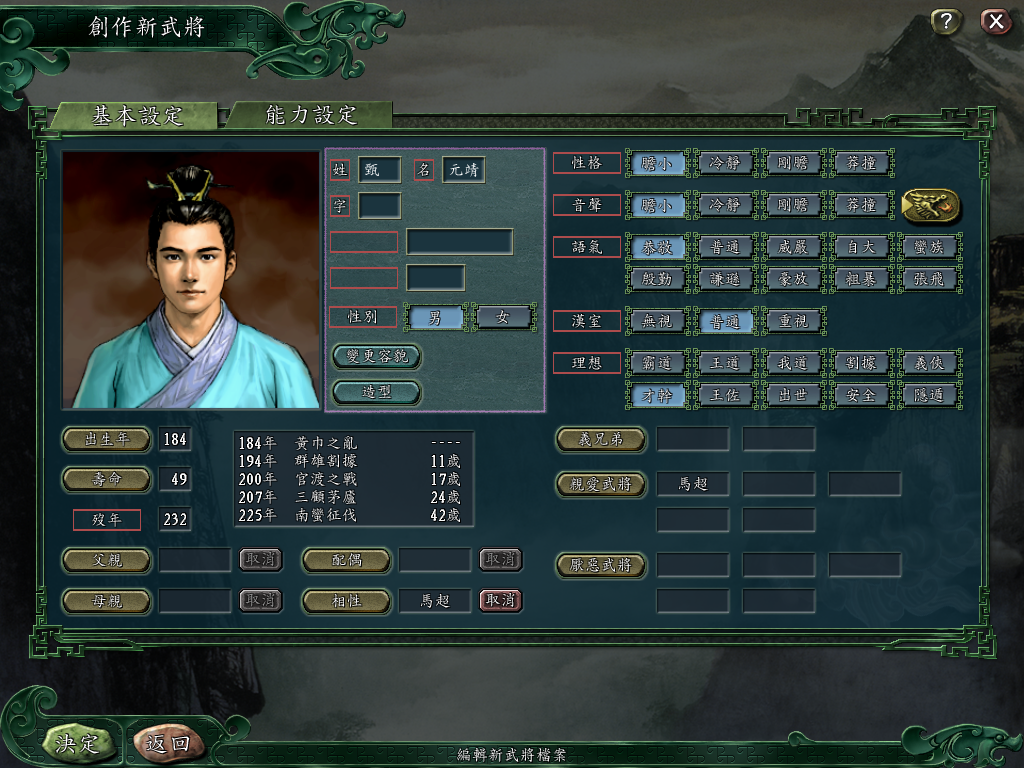 創作新武將
? X
基本設定 能力設定
姓 甄 名 元靖
字
性別 男 女
變更容貌
造型
性格 膽小 冷靜 剛膽 莽撞
音聲 膽小 冷靜 剛膽 莽撞
語氣 恭敬 普通 威嚴 自大 蠻族
殷勤 謙遜 豪放 粗暴 張飛
漢室 無視 普通 重視
理想 霸道 王道 我道 割據 義俠
才幹 王佐 出世 安全 隱遁
出生年 184
壽命 49
歿年 232
184年 黃巾之亂 ----
194年 群雄割據 11歲
200年 官渡之戰 17歲
207年 三顧茅廬 24歲
225年 南蠻征伐 42歲
義兄弟
親愛武將 馬超
厭惡武將
父親 取消 配偶 取消
母親 取消 相性 馬超 取消
決定 返回
編輯新武將檔案